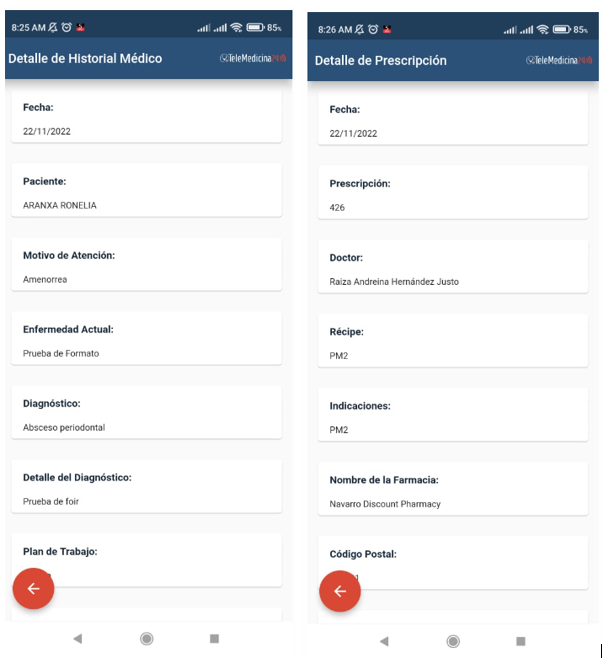 8:25 AM
85%
Detalle de Historial Médico
TeleMedicina24/7
Fecha:
22/11/2022
Paciente:
ARANXA RONELIA
Motivo de Atención:
Amenorrea
Enfermedad Actual:
Prueba de Formato
Diagnóstico:
Absceso periodontal
Detalle del Diagnóstico:
Prueba de foir
Plan de Trabajo:
8:26 AM
85%
Detalle de Prescripción
TeleMedicina24/7
Fecha:
22/11/2022
Prescripción:
426
Doctor:
Raiza Andreina Hernández Justo
Récipe:
PM2
Indicaciones:
PM2
Nombre de la Farmacia:
Navarro Discount Pharmacy
Código Postal: